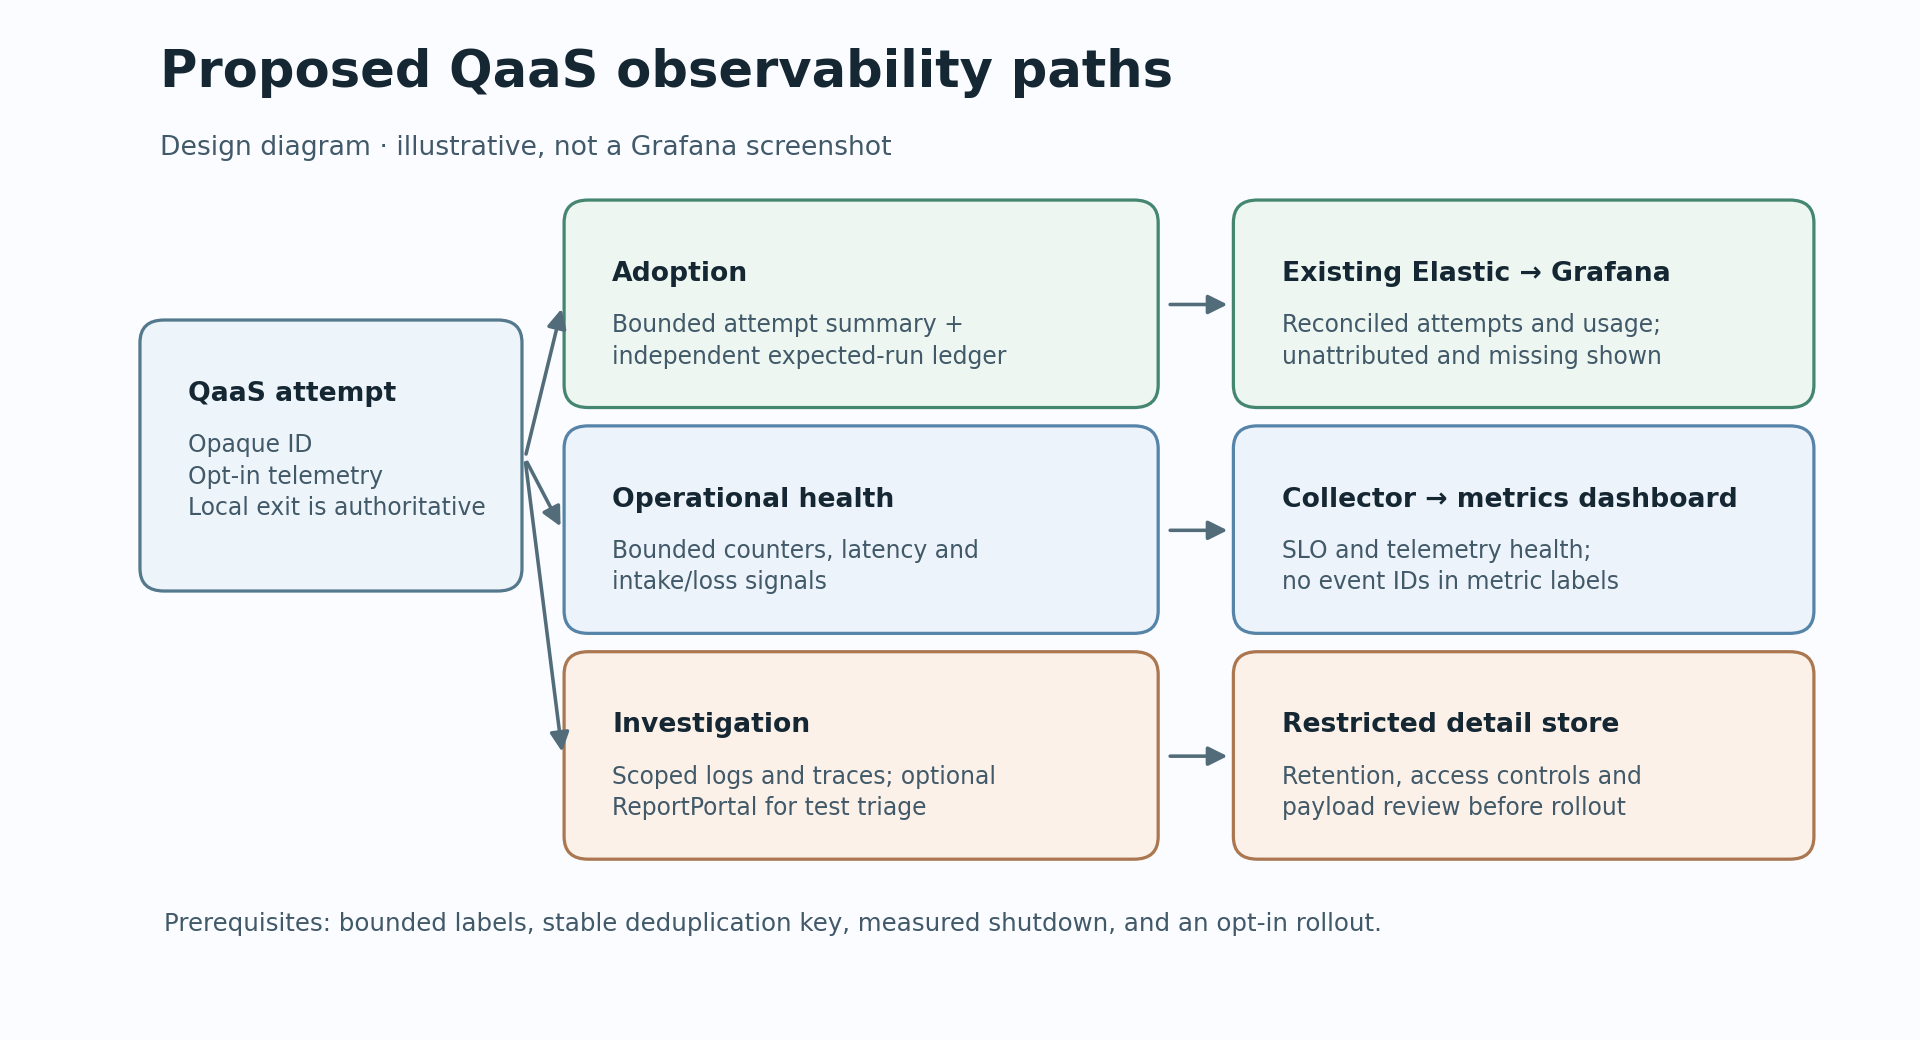 Proposed QaaS observability paths
Design diagram · illustrative, not a Grafana screenshot
QaaS attempt
Opaque ID
Opt-in telemetry
Local exit is authoritative
Adoption
Bounded attempt summary +
independent expected-run ledger
Existing Elastic → Grafana
Reconciled attempts and usage;
unattributed and missing shown
Operational health
Bounded counters, latency and
intake/loss signals
Collector → metrics dashboard
SLO and telemetry health;
no event IDs in metric labels
Investigation
Scoped logs and traces; optional
ReportPortal for test triage
Restricted detail store
Retention, access controls and
payload review before rollout
Prerequisites: bounded labels, stable deduplication key, measured shutdown, and an opt-in rollout.